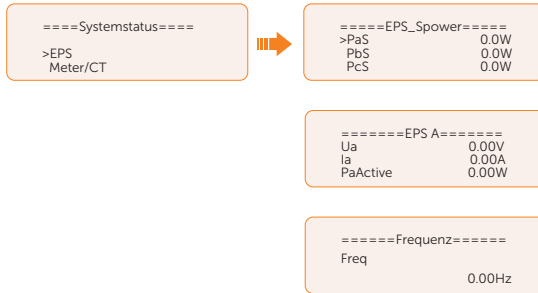 ====Systemstatus====
>EPS
Meter/CT
=====EPS_Spower=====
>PaS 0.0W
PbS 0.0W
PcS 0.0W
=======EPS A=======
Ua 0.00V
Ia 0.00A
PaActive 0.00W
======Frequenz======
Freq
0.00Hz